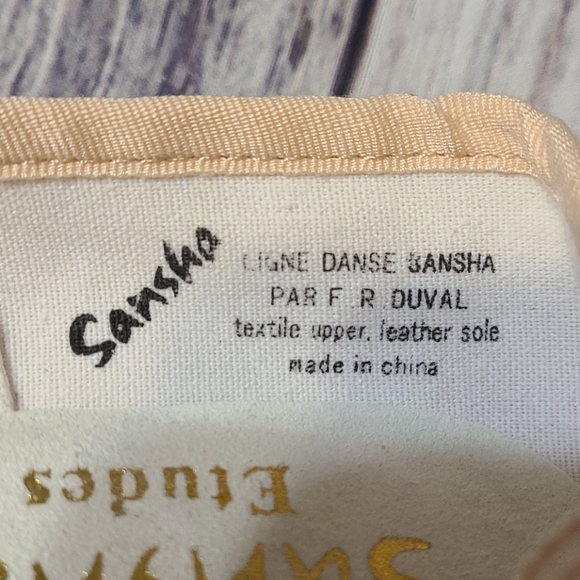 Sansha
LIGNE DANSE SANSHA
PAR F. R. DUVAL
textile upper, leather sole
made in china
Etudes